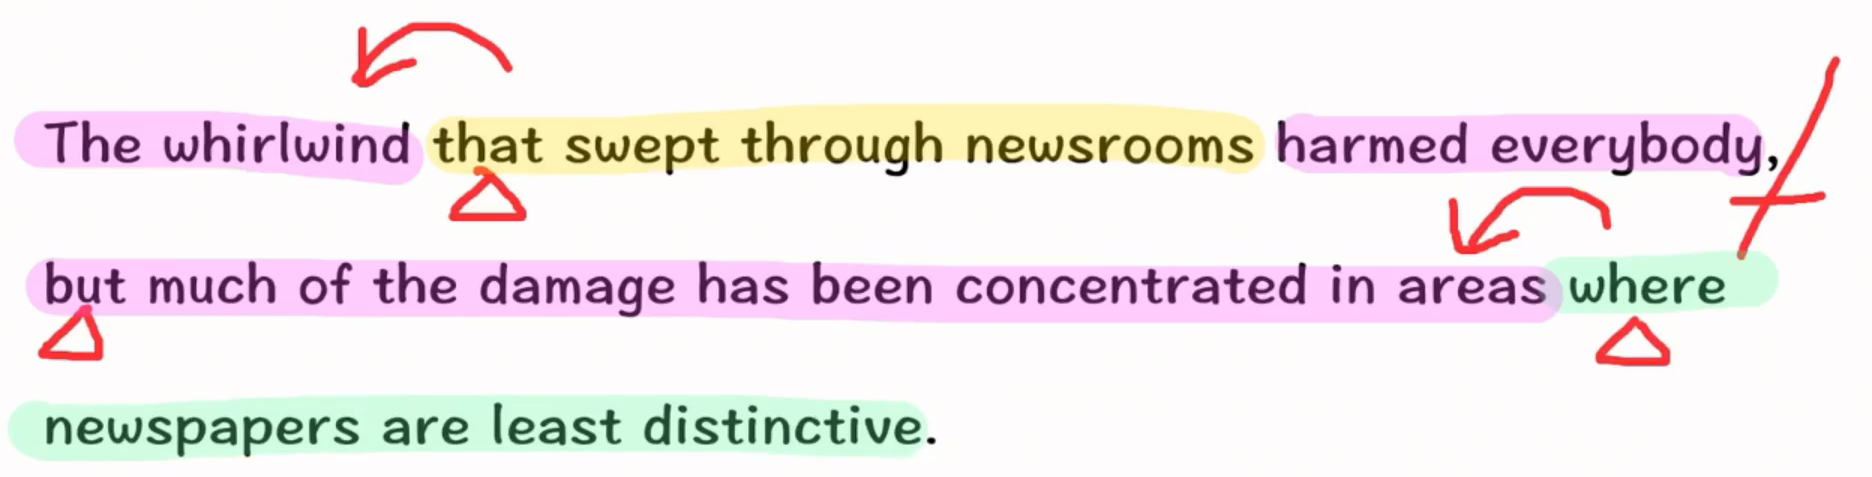 The whirlwind that swept through newsrooms harmed everybody,
but much of the damage has been concentrated in areas where
newspapers are least distinctive.